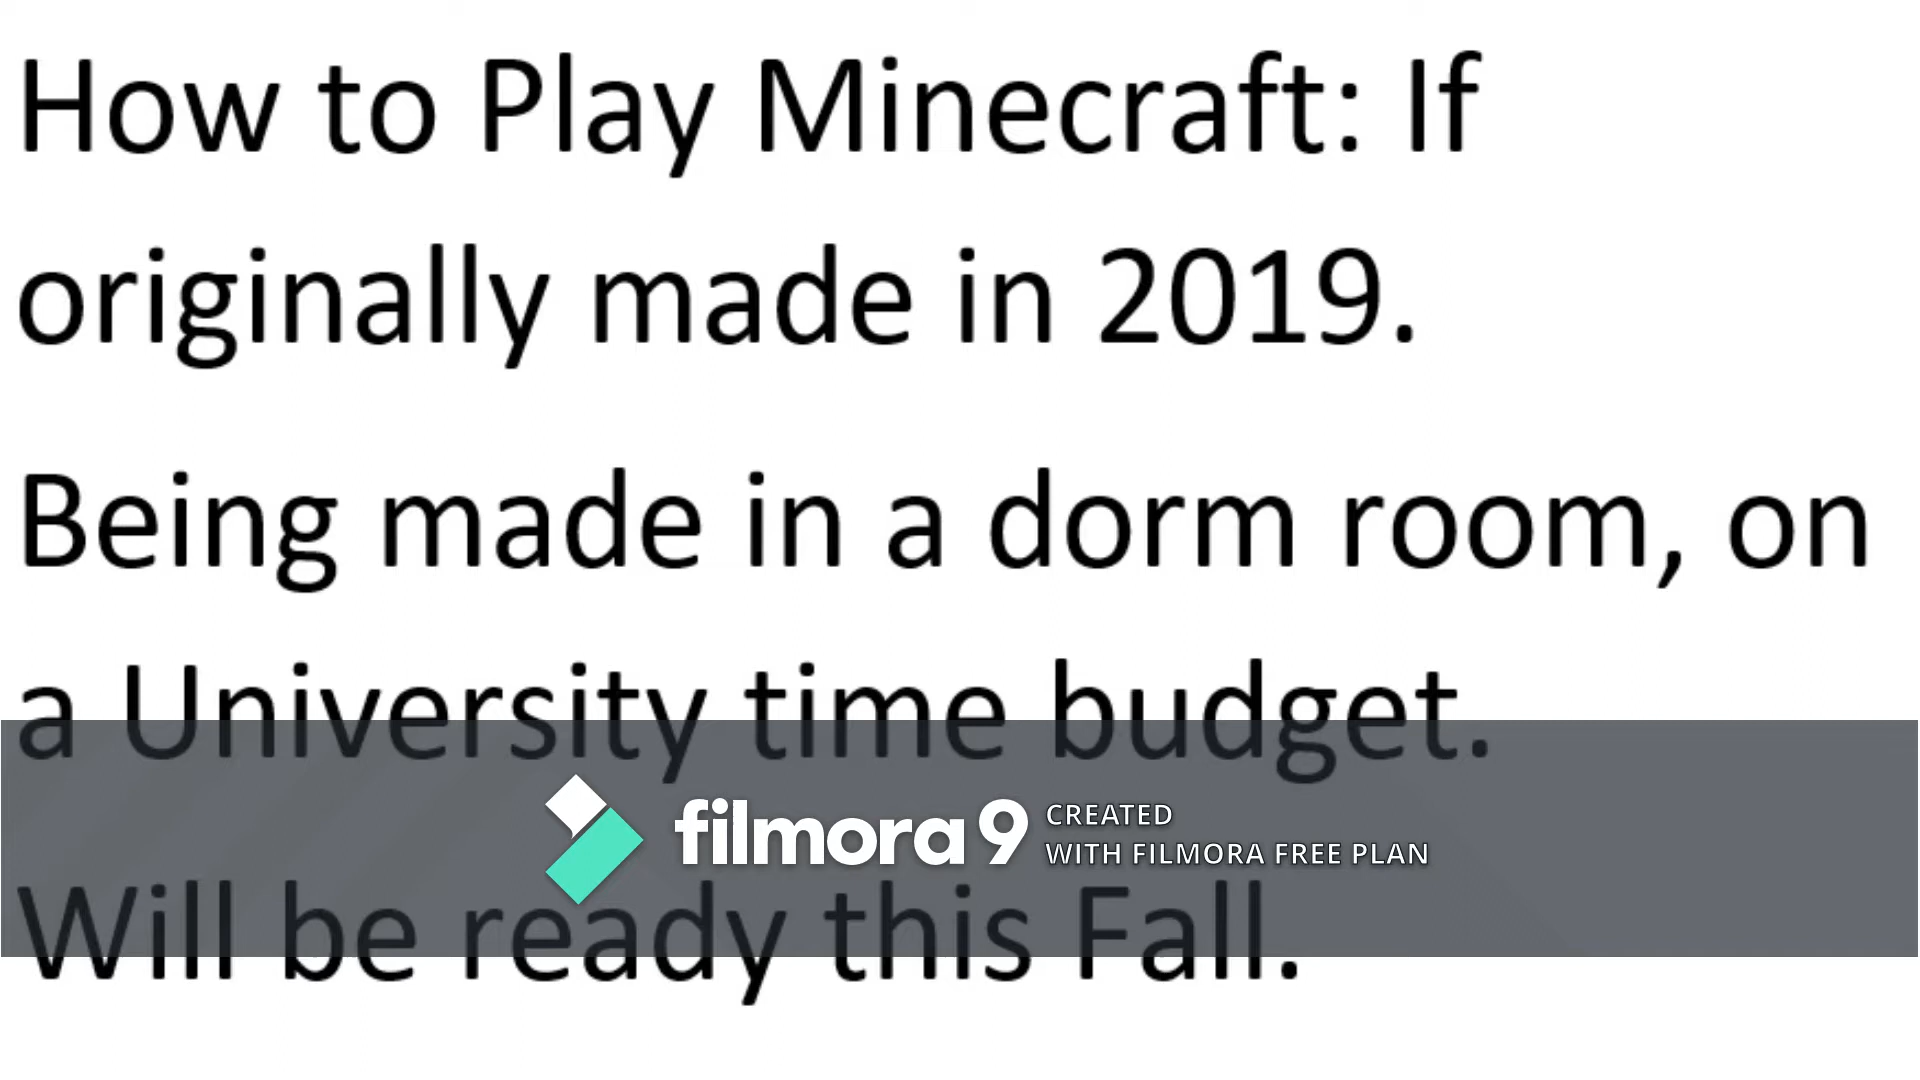 How to Play Minecraft: If
originally made in 2019.
Being made in a dorm room, on
a University time budget.
filmora9 CREATED
WITH FILMORA FREE PLAN
Will be ready this Fall.